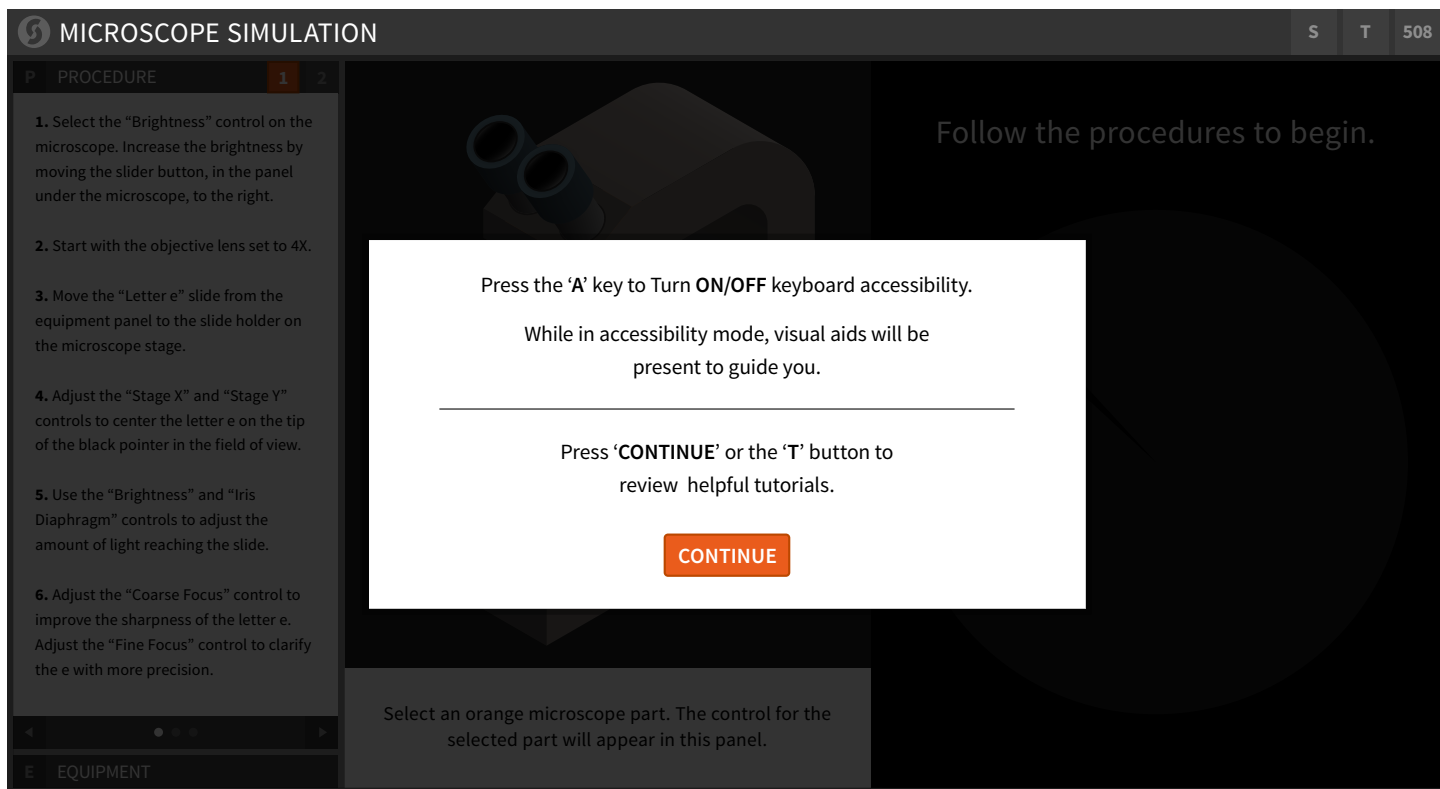 MICROSCOPE SIMULATION
S T 508
P PROCEDURE 1 2
1. Select the “Brightness” control on the
microscope. Increase the brightness by
moving the slider button, in the panel
under the microscope, to the right.
2. Start with the objective lens set to 4X.
3. Move the “Letter e” slide from the
equipment panel to the slide holder on
the microscope stage.
4. Adjust the “Stage X” and “Stage Y”
controls to center the letter e on the tip
of the black pointer in the field of view.
5. Use the “Brightness” and “Iris
Diaphragm” controls to adjust the
amount of light reaching the slide.
6. Adjust the “Coarse Focus” control to
improve the sharpness of the letter e.
Adjust the “Fine Focus” control to clarify
the e with more precision.
E EQUIPMENT
Follow the procedures to begin.
Press the ‘A’ key to Turn ON/OFF keyboard accessibility.
While in accessibility mode, visual aids will be
present to guide you.
Press ‘CONTINUE’ or the ‘T’ button to
review helpful tutorials.
CONTINUE
Select an orange microscope part. The control for the
selected part will appear in this panel.